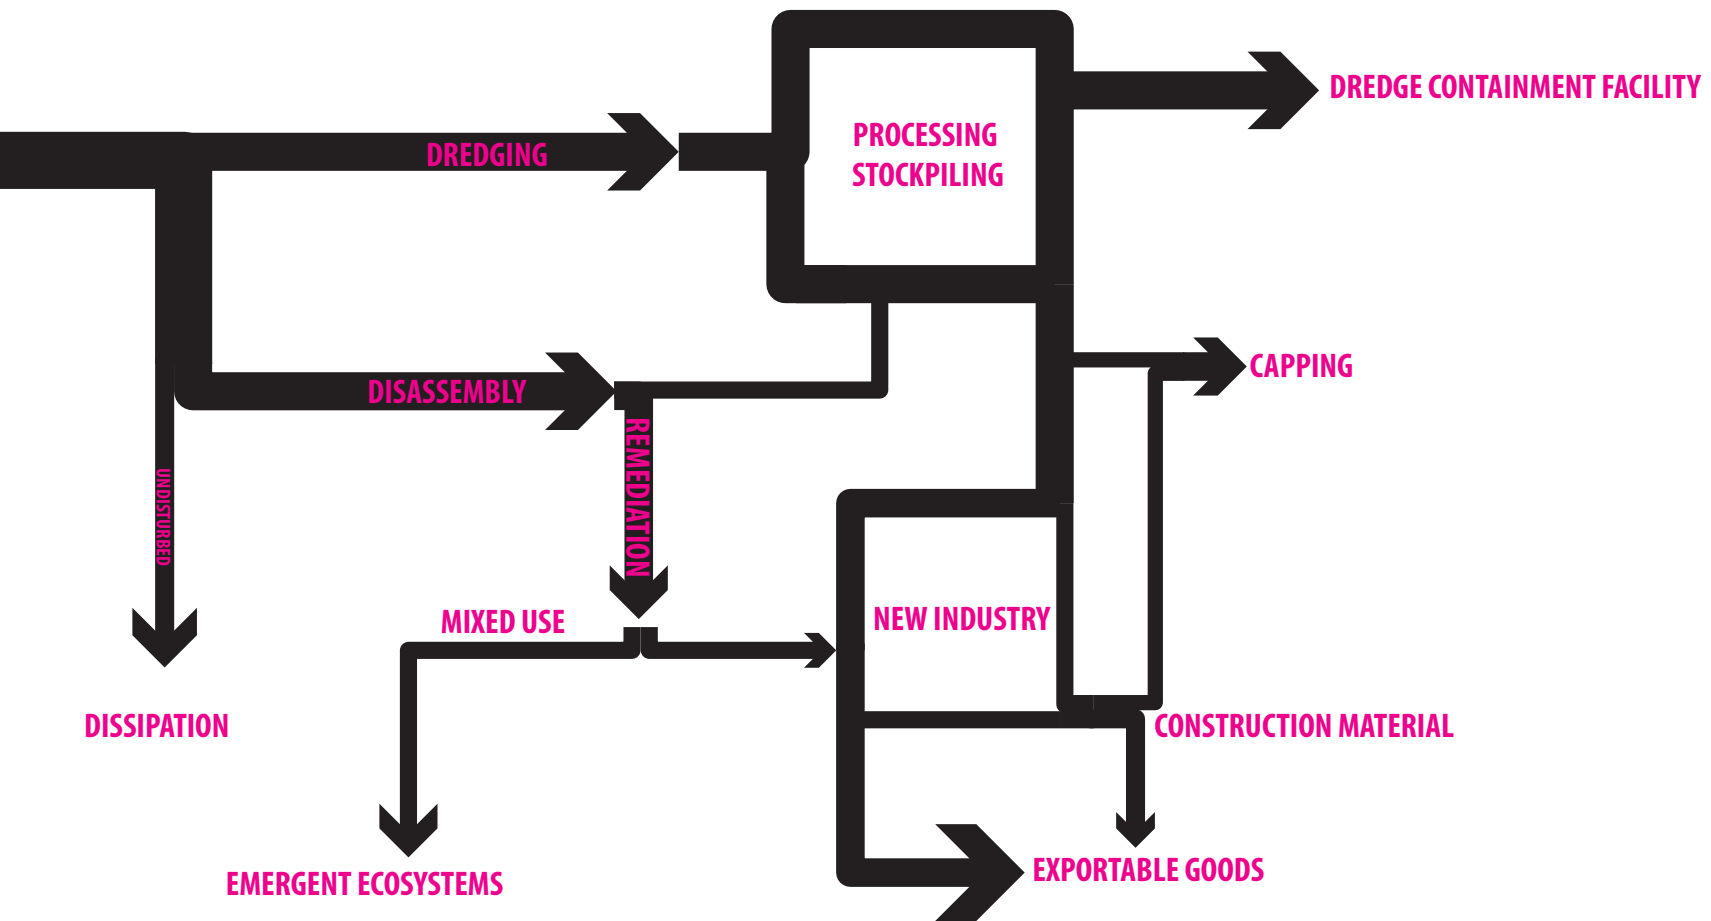 DREDGE CONTAINMENT FACILITY
PROCESSING
STOCKPILING
DREDGING
CAPPING
DISASSEMBLY
REMEDIATION
UNDISTURBED
MIXED USE
NEW INDUSTRY
DISSIPATION
CONSTRUCTION MATERIAL
EXPORTABLE GOODS
EMERGENT ECOSYSTEMS